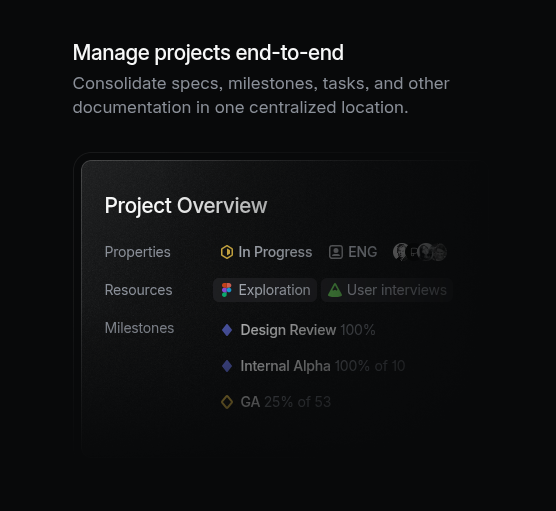 Manage projects end-to-end
Consolidate specs, milestones, tasks, and other
documentation in one centralized location.
Project Overview
Properties In Progress ENG
Resources Exploration User interviews
Milestones Design Review 100%
Internal Alpha 100% of 10
GA 25% of 53